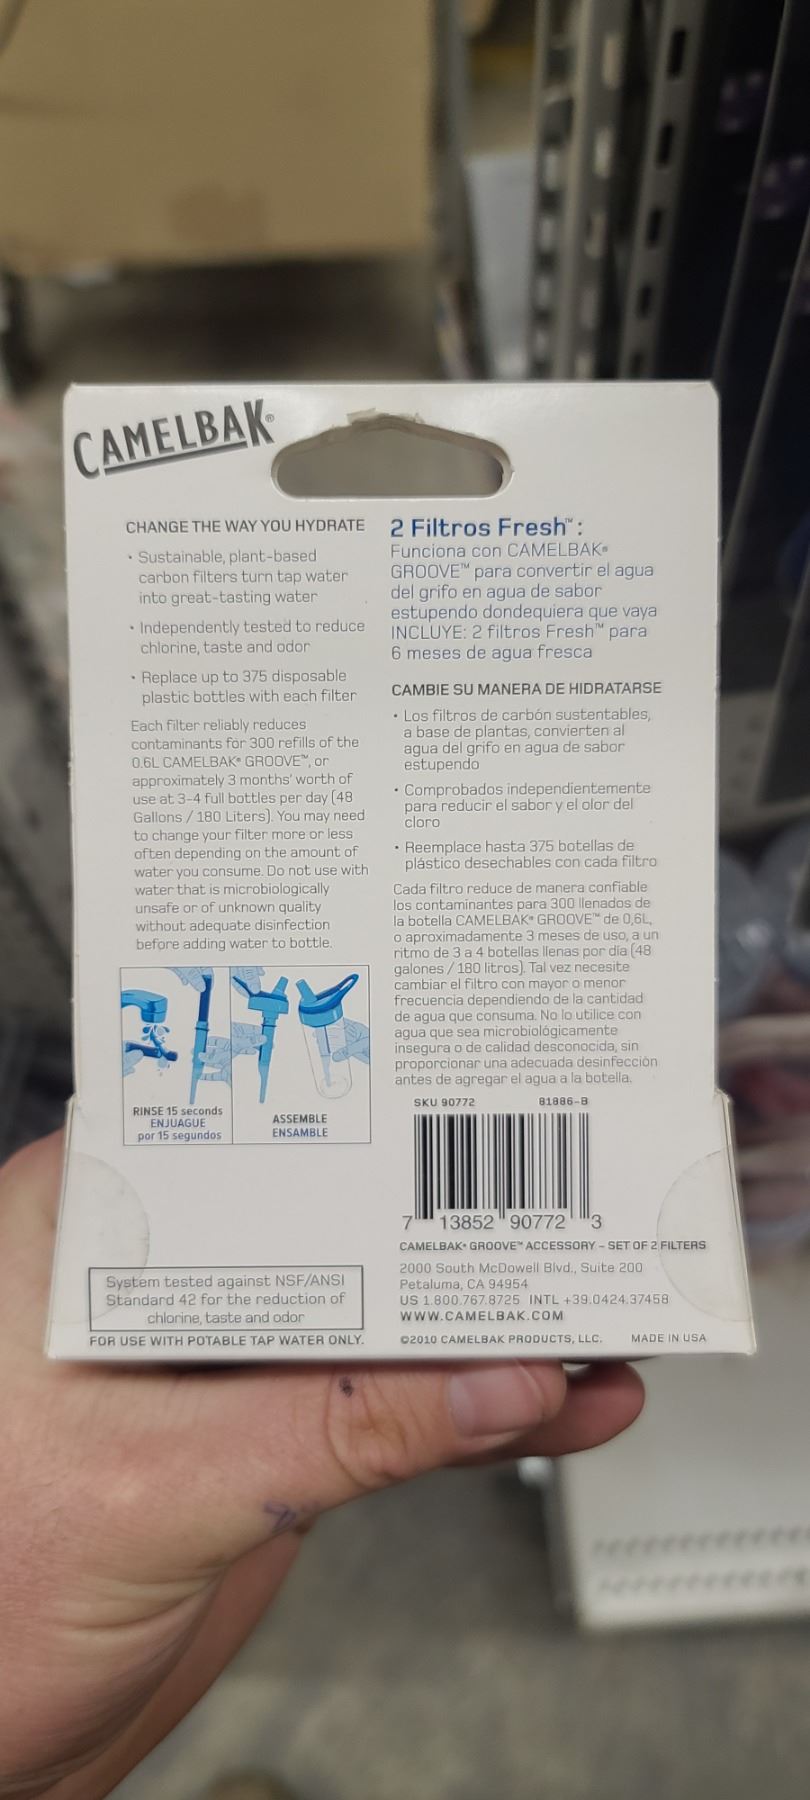 CAMELBAK®
CHANGE THE WAY YOU HYDRATE
• Sustainable, plant-based
carbon filters turn tap water
into great-tasting water
• Independently tested to reduce
chlorine, taste and odor
• Replace up to 375 disposable
plastic bottles with each filter
Each filter reliably reduces
contaminants for 300 refills of the
0.6L CAMELBAK® GROOVE™, or
approximately 3 months' worth of
use at 3-4 full bottles per day (48
Gallons / 180 Liters). You may need
to change your filter more or less
often depending on the amount of
water you consume. Do not use with
water that is microbiologically
unsafe or of unknown quality
without adequate disinfection
before adding water to bottle.
RINSE 15 seconds
ENJUAGUE
por 15 segundos
ASSEMBLE
ENSAMBLE
System tested against NSF/ANSI
Standard 42 for the reduction of
chlorine, taste and odor
FOR USE WITH POTABLE TAP WATER ONLY.
2 Filtros Fresh™:
Funciona con CAMELBAK®
GROOVE™ para convertir el agua
del grifo en agua de sabor
estupendo dondequiera que vaya
INCLUYE: 2 filtros Fresh™ para
6 meses de agua fresca
CAMBIE SU MANERA DE HIDRATARSE
• Los filtros de carbón sustentables,
a base de plantas, convierten al
agua del grifo en agua de sabor
estupendo
• Comprobados independientemente
para reducir el sabor y el olor del
cloro
• Reemplace hasta 375 botellas de
plástico desechables con cada filtro
Cada filtro reduce de manera confiable
los contaminantes para 300 llenados de
la botella CAMELBAK® GROOVE™ de 0,6L,
o aproximadamente 3 meses de uso, a un
ritmo de 3 a 4 botellas llenas por día (48
galones / 180 litros). Tal vez necesite
cambiar el filtro con mayor o menor
frecuencia dependiendo de la cantidad
de agua que consuma. No lo utilice con
agua que sea microbiológicamente
insegura o de calidad desconocida, sin
proporcionar una adecuada desinfección
antes de agregar el agua a la botella.
SKU 90772 81886-B
7 13852 90772 3
CAMELBAK® GROOVE™ ACCESSORY – SET OF 2 FILTERS
2000 South McDowell Blvd., Suite 200
Petaluma, CA 94954
US 1.800.767.8725 INTL +39.0424.37458
WWW.CAMELBAK.COM
©2010 CAMELBAK PRODUCTS, LLC. MADE IN USA